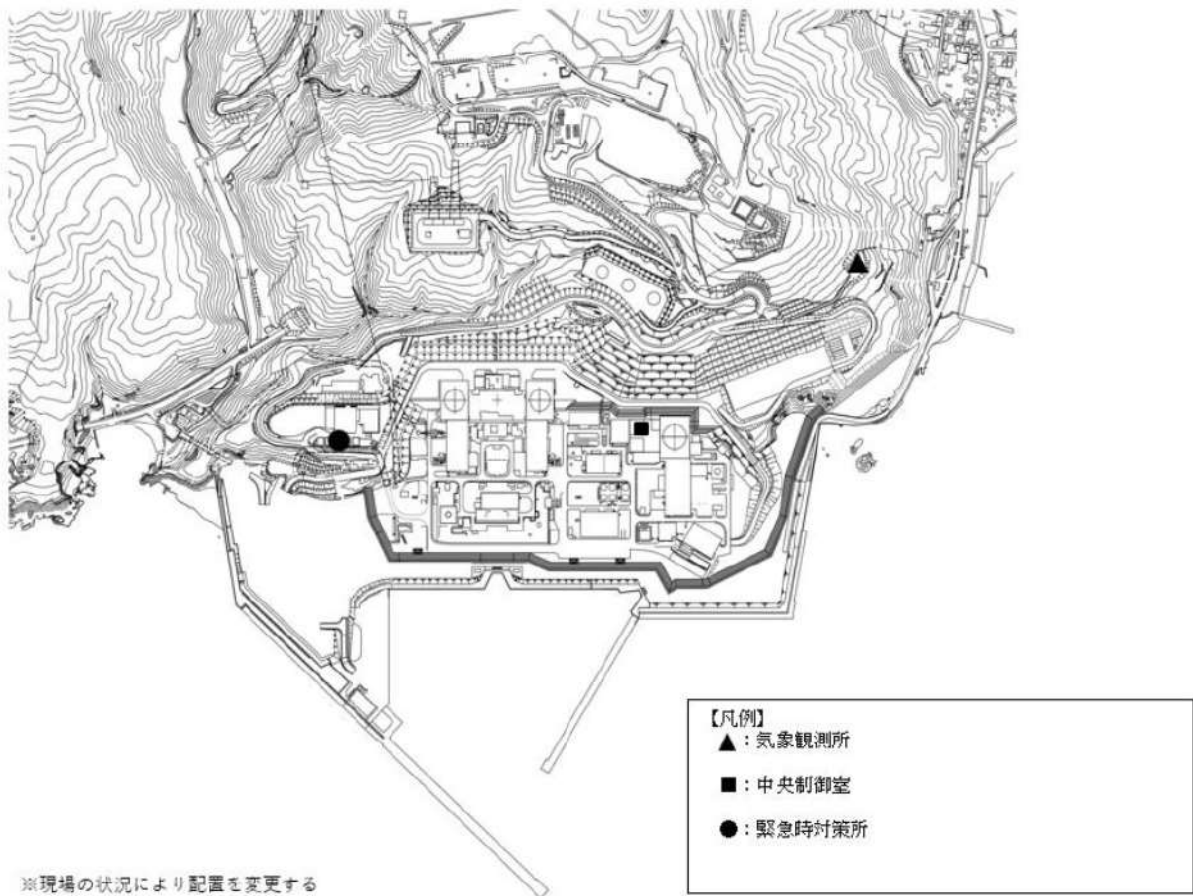 【凡例】
▲：気象観測所
■：中央制御室
●：緊急時対策所
※現場の状況により配置を変更する